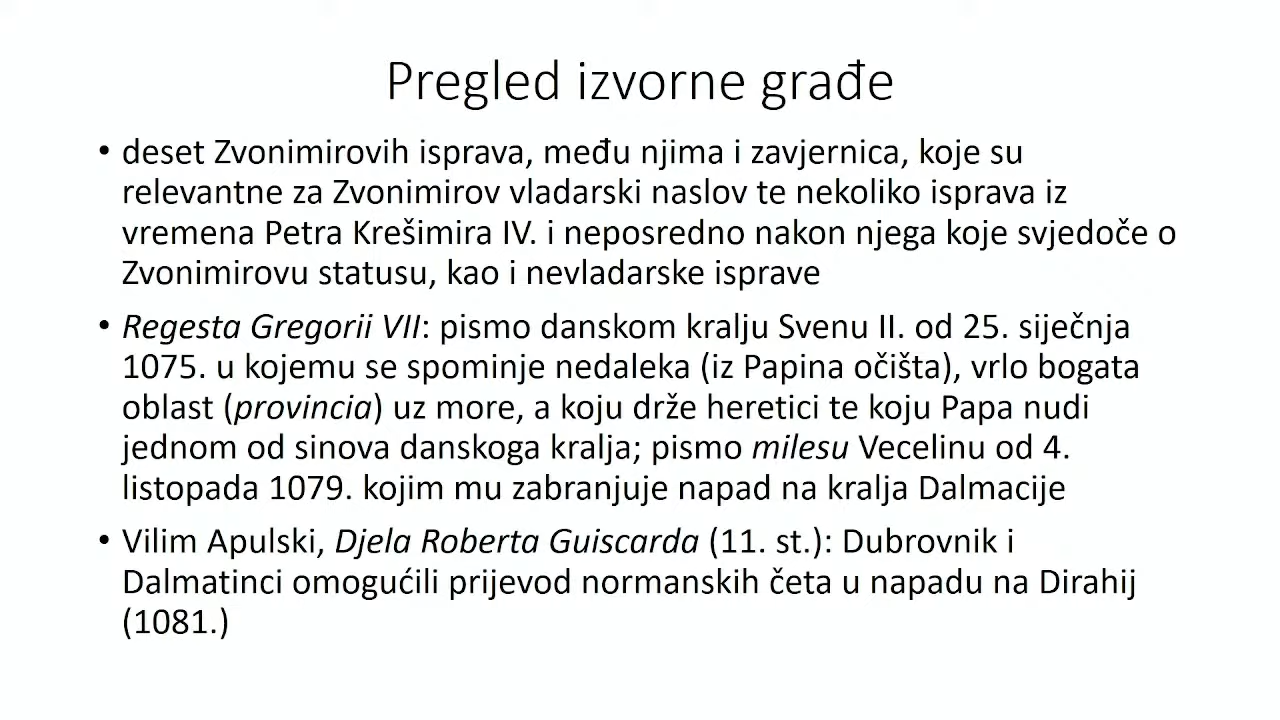 Pregled izvorne građe
• deset Zvonimirovih isprava, među njima i zavjernica, koje su
relevantne za Zvonimirov vladarski naslov te nekoliko isprava iz
vremena Petra Krešimira IV. i neposredno nakon njega koje svjedoče o
Zvonimirovu statusu, kao i nevladarske isprave
• Regesta Gregorii VII: pismo danskom kralju Svenu II. od 25. siječnja
1075. u kojemu se spominje nedaleka (iz Papina očišta), vrlo bogata
oblast (provincia) uz more, a koju drže heretici te koju Papa nudi
jednom od sinova danskoga kralja; pismo milesu Vecelinu od 4.
listopada 1079. kojim mu zabranjuje napad na kralja Dalmacije
• Vilim Apulski, Djela Roberta Guiscarda (11. st.): Dubrovnik i
Dalmatinci omogućili prijevod normanskih četa u napadu na Dirahij
(1081.)